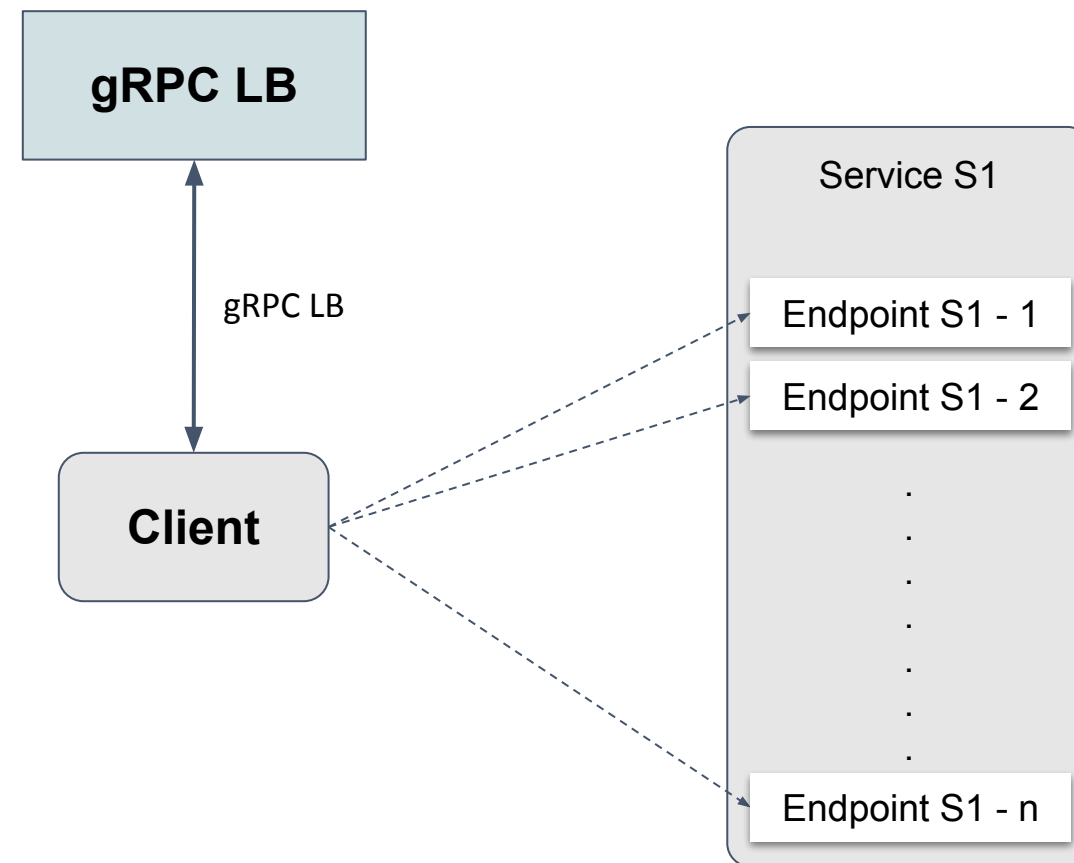 gRPC LB
Service S1
gRPC LB
Endpoint S1 - 1
Endpoint S1 - 2
.
.
.
.
.
.
.
Client
Endpoint S1 - n